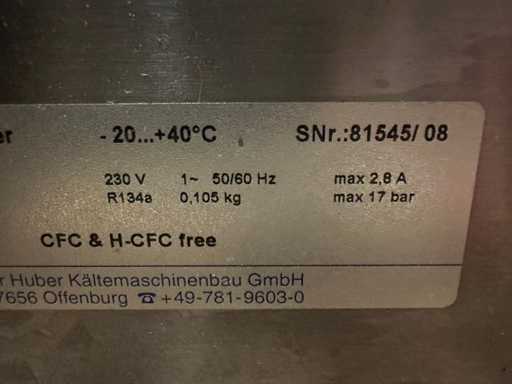 er - 20...+40°C SNr.:81545/ 08
230 V 1~ 50/60 Hz max 2,8 A
R134a 0,105 kg max 17 bar
CFC & H-CFC free
r Huber Kältemaschinenbau GmbH
7656 Offenburg ☎ +49-781-9603-0